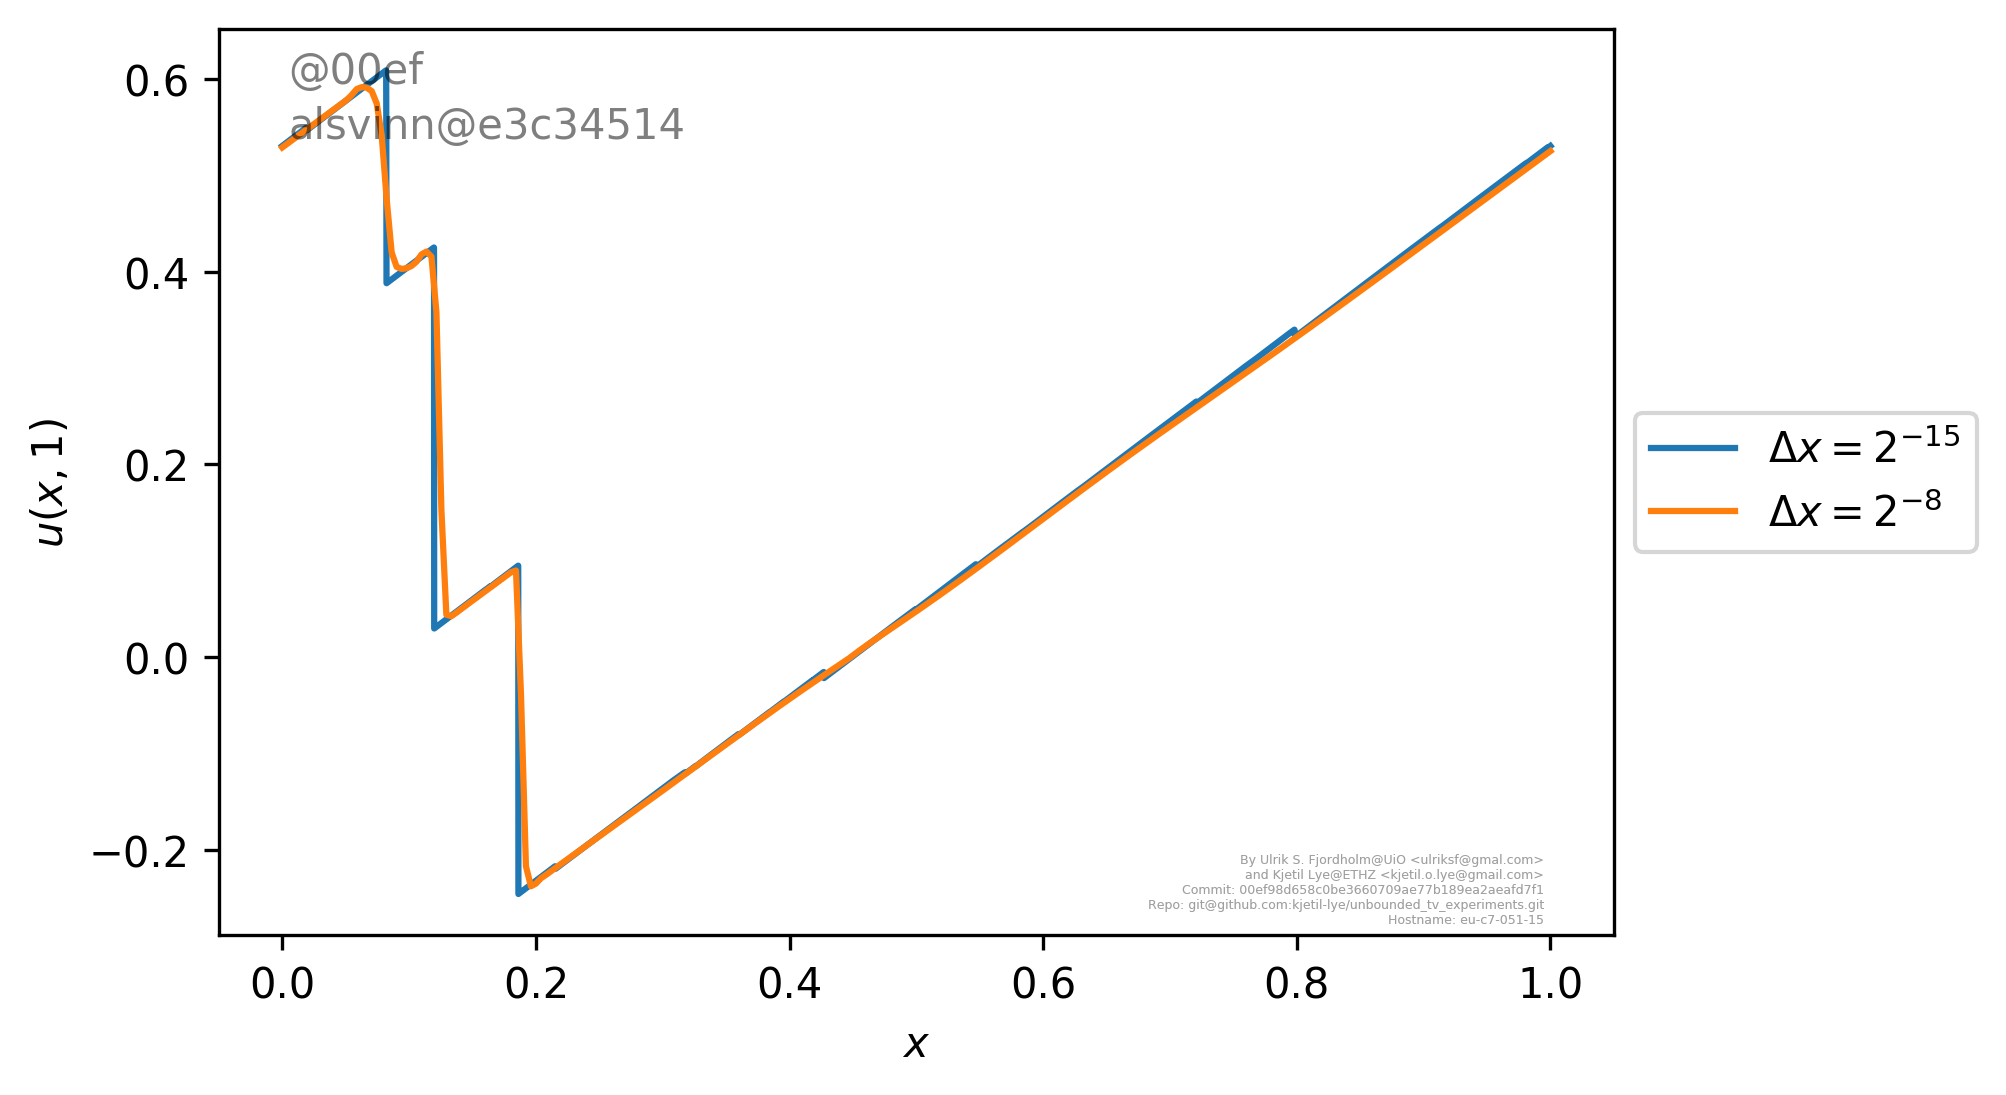 @00ef
alsvinn@e3c34514
0.6
0.4
0.2
0.0
−0.2
u(x, 1)
0.0 0.2 0.4 0.6 0.8 1.0
x
Δx = 2⁻¹⁵
Δx = 2⁻⁸
By Ulrik S. Fjordholm@UiO <ulriksf@gmal.com>
and Kjetil Lye@ETHZ <kjetil.o.lye@gmail.com>
Commit: 00ef98d658c0be3660709ae77b189ea2aeafd7f1
Repo: git@github.com:kjetil-lye/unbounded_tv_experiments.git
Hostname: eu-c7-051-15